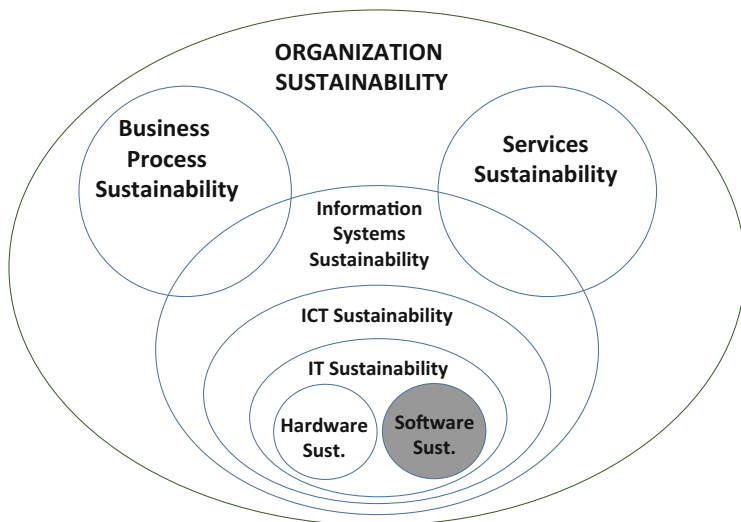 ORGANIZATION
SUSTAINABILITY
Business
Process
Sustainability
Services
Sustainability
Information
Systems
Sustainability
ICT Sustainability
IT Sustainability
Hardware
Sust.
Software
Sust.